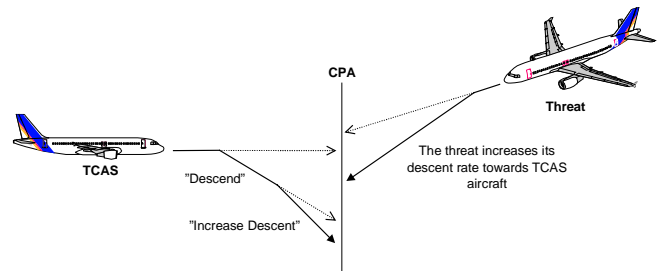 CPA
Threat
TCAS
The threat increases its
descent rate towards TCAS
aircraft
"Descend"
"Increase Descent"